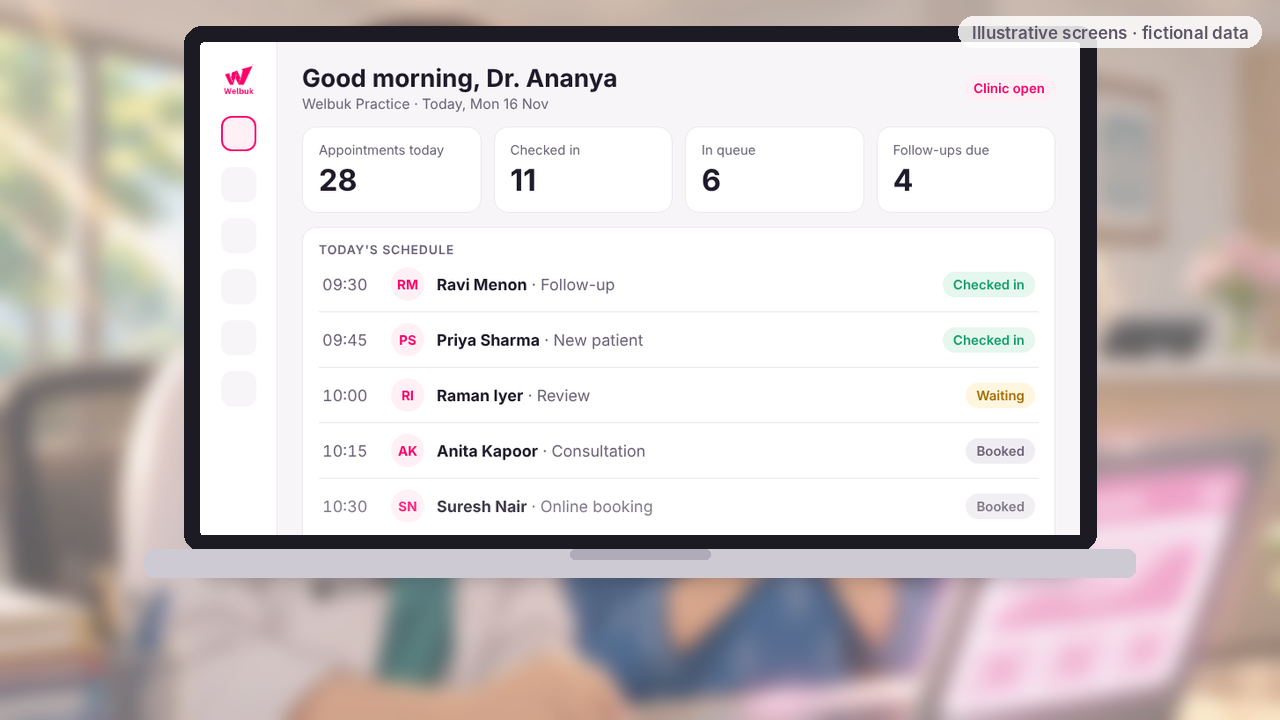 Illustrative screens · fictional data
Welbuk
Good morning, Dr. Ananya
Welbuk Practice · Today, Mon 16 Nov
Clinic open
Appointments today
28
Checked in
11
In queue
6
Follow-ups due
4
TODAY'S SCHEDULE
09:30 RM Ravi Menon · Follow-up Checked in
09:45 PS Priya Sharma · New patient Checked in
10:00 RI Raman Iyer · Review Waiting
10:15 AK Anita Kapoor · Consultation Booked
10:30 SN Suresh Nair · Online booking Booked